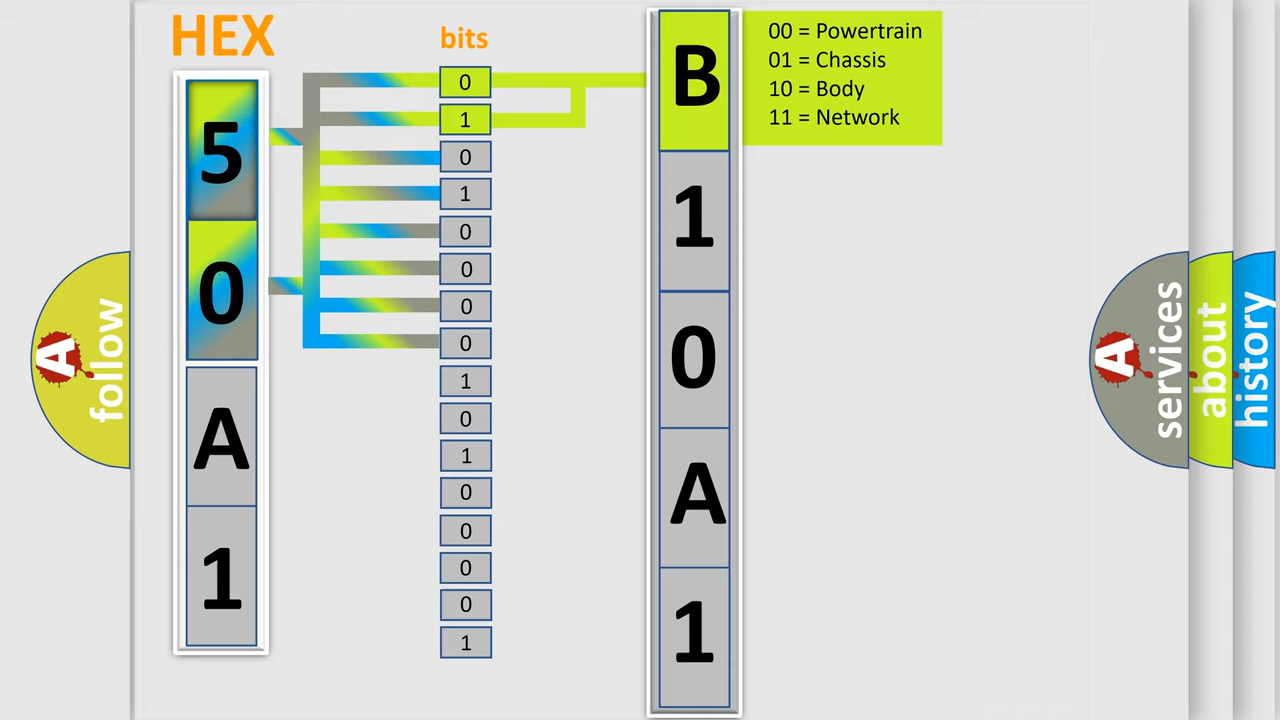 HEX
bits
5
0
A
1
0
1
0
1
0
0
0
0
1
0
1
0
0
0
0
1
B
1
0
A
1
00 = Powertrain
01 = Chassis
10 = Body
11 = Network
A follow
A services
about
history